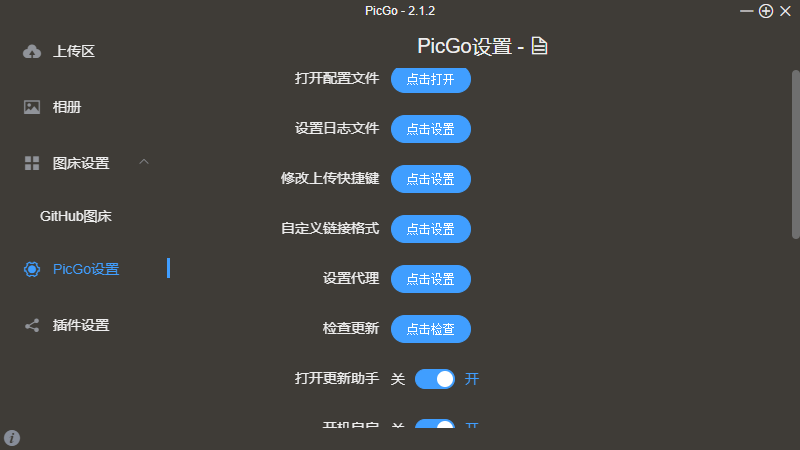 PicGo - 2.1.2
上传区
相册
图床设置
GitHub图床
PicGo设置
插件设置
PicGo设置 -
打开配置文件 点击打开
设置日志文件 点击设置
修改上传快捷键 点击设置
自定义链接格式 点击设置
设置代理 点击设置
检查更新 点击检查
打开更新助手 关 开
开机自启 关 开